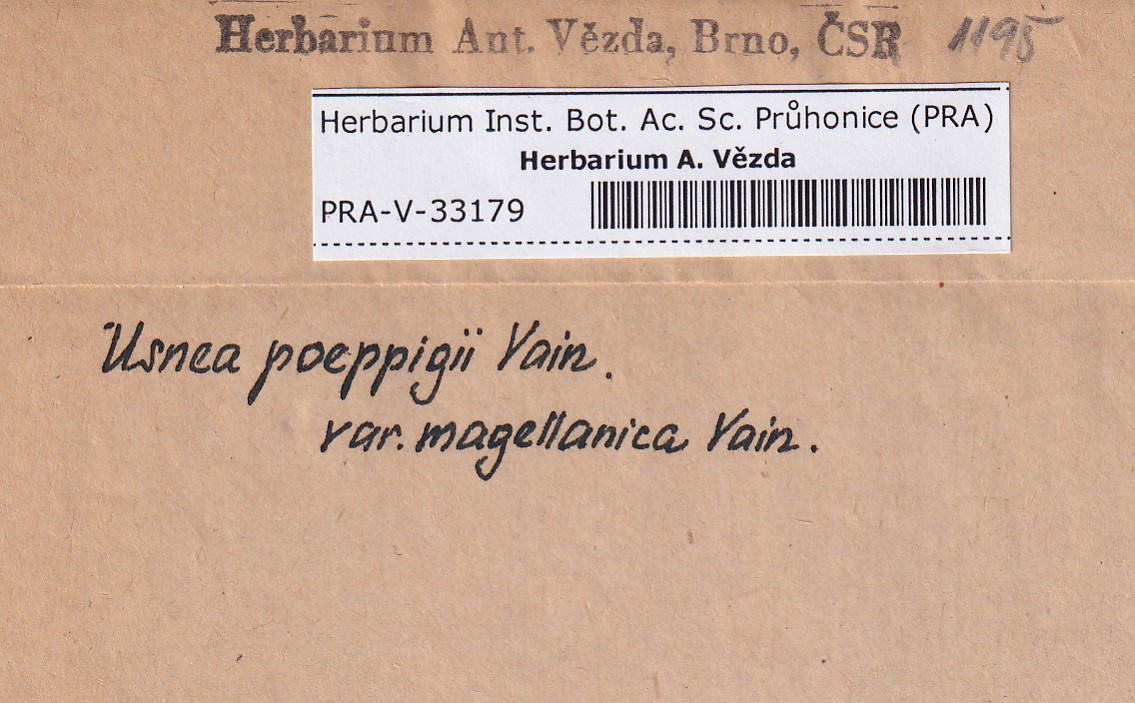 Herbarium Ant. Vězda, Brno, ČSR 1195
Herbarium Inst. Bot. Ac. Sc. Průhonice (PRA)
Herbarium A. Vězda
PRA-V-33179
Usnea poeppigii Vain.
var. magellanica Vain.